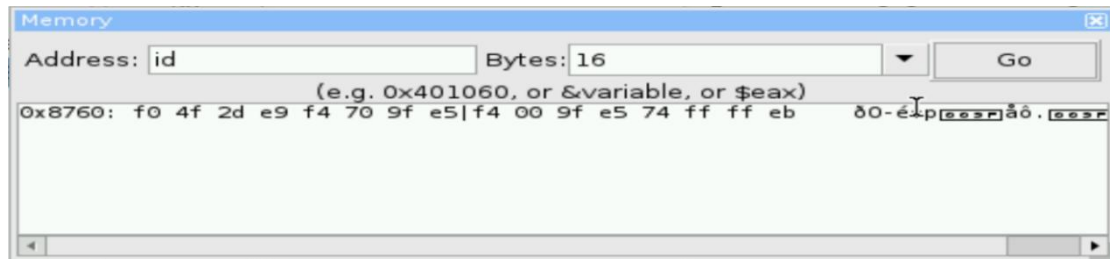 Memory
Address: id Bytes: 16 Go
(e.g. 0x401060, or &variable, or $eax)
0x8760: f0 4f 2d e9 f4 70 9f e5|f4 00 9f e5 74 ff ff eb ðO-éôpåô.